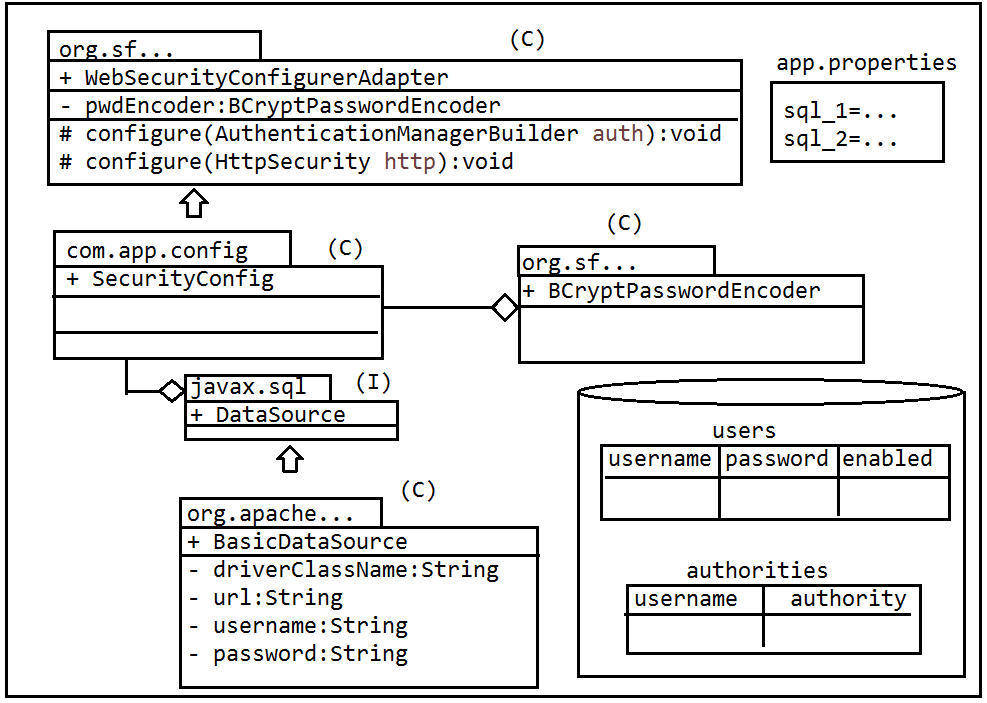 (C)
org.sf...
+ WebSecurityConfigurerAdapter
- pwdEncoder:BCryptPasswordEncoder
# configure(AuthenticationManagerBuilder auth):void
# configure(HttpSecurity http):void
app.properties
sql_1=...
sql_2=...
com.app.config
(C)
+ SecurityConfig
(C)
org.sf...
+ BCryptPasswordEncoder
javax.sql
(I)
+ DataSource
(C)
org.apache...
+ BasicDataSource
- driverClassName:String
- url:String
- username:String
- password:String
users
username password enabled
authorities
username authority